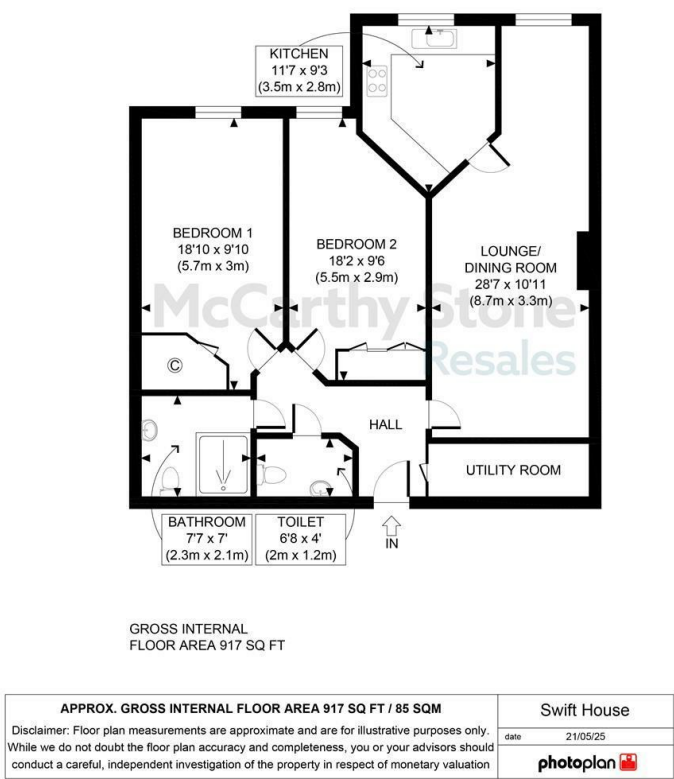 KITCHEN
11'7 x 9'3
(3.5m x 2.8m)
BEDROOM 1
18'10 x 9'10
(5.7m x 3m)
BEDROOM 2
18'2 x 9'6
(5.5m x 2.9m)
LOUNGE/
DINING ROOM
28'7 x 10'11
(8.7m x 3.3m)
McCarthy Stone
Resales
C
HALL
UTILITY ROOM
BATHROOM
7'7 x 7'
(2.3m x 2.1m)
TOILET
6'8 x 4'
(2m x 1.2m)
IN
GROSS INTERNAL
FLOOR AREA 917 SQ FT
APPROX. GROSS INTERNAL FLOOR AREA 917 SQ FT / 85 SQM
Disclaimer: Floor plan measurements are approximate and are for illustrative purposes only.
While we do not doubt the floor plan accuracy and completeness, you or your advisors should
conduct a careful, independent investigation of the property in respect of monetary valuation
Swift House
date 21/05/25
photoplan